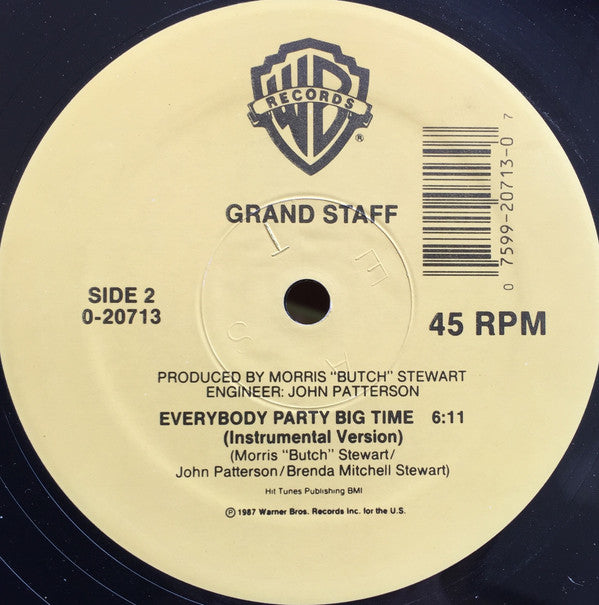 WB
RECORDS
®
0 7599-20713-0 7
GRAND STAFF
SIDE 2
0-20713
45 RPM
PRODUCED BY MORRIS "BUTCH" STEWART
ENGINEER: JOHN PATTERSON
EVERYBODY PARTY BIG TIME 6:11
(Instrumental Version)
(Morris "Butch" Stewart/
John Patterson/Brenda Mitchell Stewart)
Hit Tunes Publishing BMI
℗ 1987 Warner Bros. Records Inc. for the U.S.